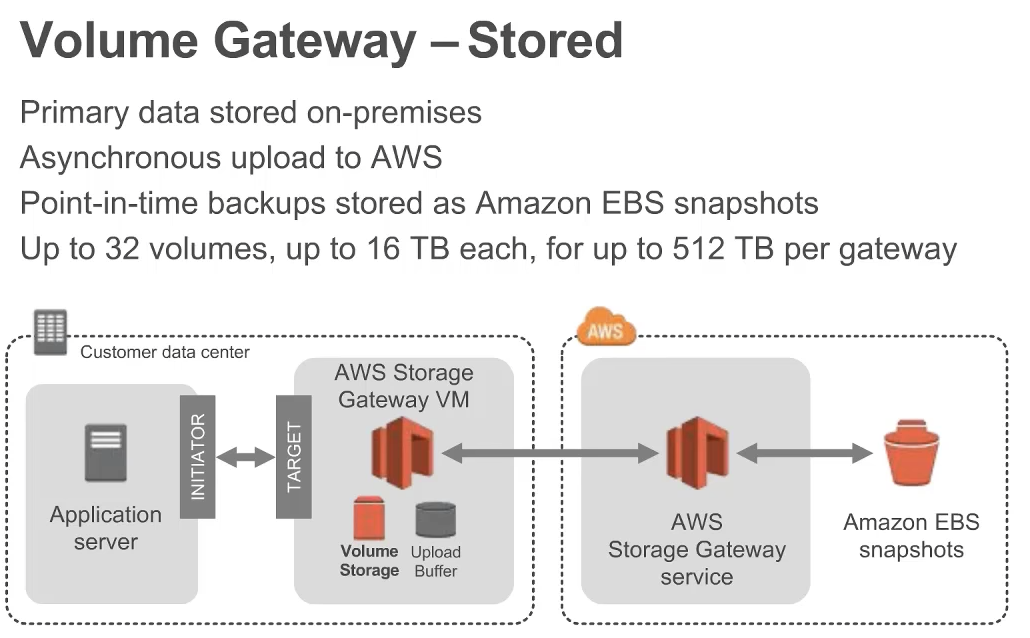 Volume Gateway – Stored
Primary data stored on-premises
Asynchronous upload to AWS
Point-in-time backups stored as Amazon EBS snapshots
Up to 32 volumes, up to 16 TB each, for up to 512 TB per gateway
Customer data center
AWS
Application
server
INITIATOR
TARGET
AWS Storage
Gateway VM
Volume
Storage
Upload
Buffer
AWS
Storage Gateway
service
Amazon EBS
snapshots